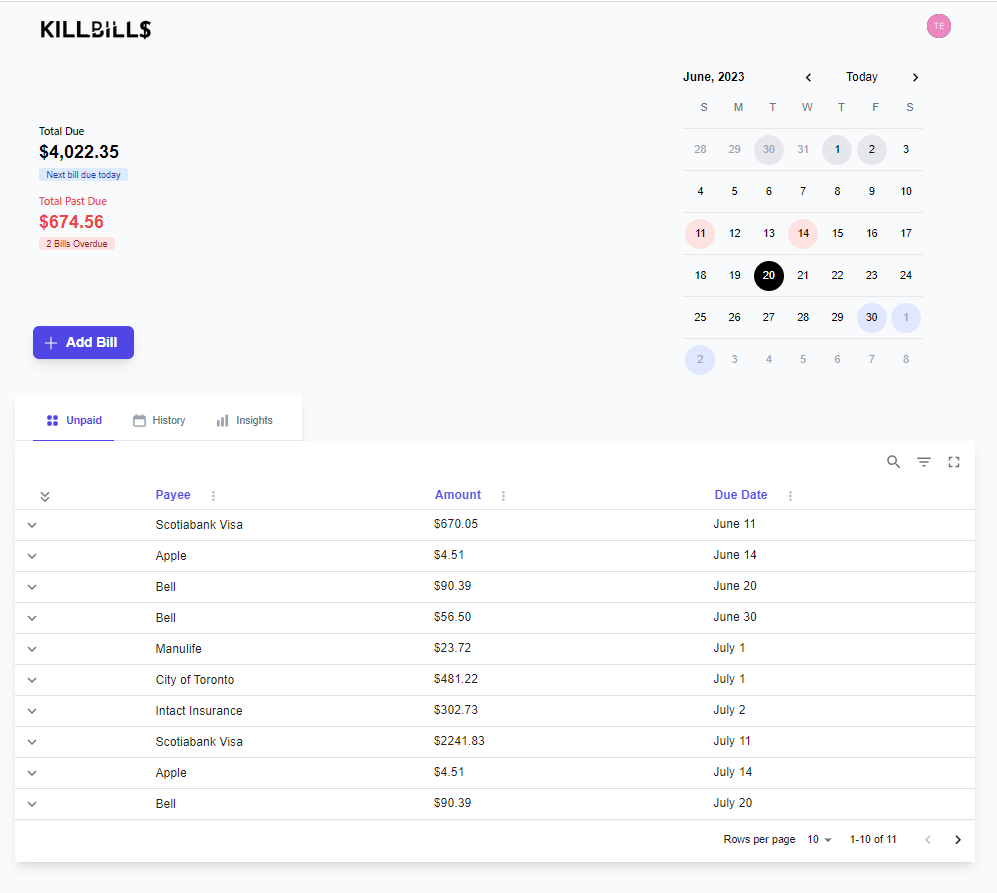 KILLBILL$
TE
June, 2023 Today
S M T W T F S
28 29 30 31 1 2 3
4 5 6 7 8 9 10
11 12 13 14 15 16 17
18 19 20 21 22 23 24
25 26 27 28 29 30 1
2 3 4 5 6 7 8
Total Due
$4,022.35
Next bill due today
Total Past Due
$674.56
2 Bills Overdue
+ Add Bill
Unpaid History Insights
Payee Amount Due Date
Scotiabank Visa $670.05 June 11
Apple $4.51 June 14
Bell $90.39 June 20
Bell $56.50 June 30
Manulife $23.72 July 1
City of Toronto $481.22 July 1
Intact Insurance $302.73 July 2
Scotiabank Visa $2241.83 July 11
Apple $4.51 July 14
Bell $90.39 July 20
Rows per page 10 1-10 of 11